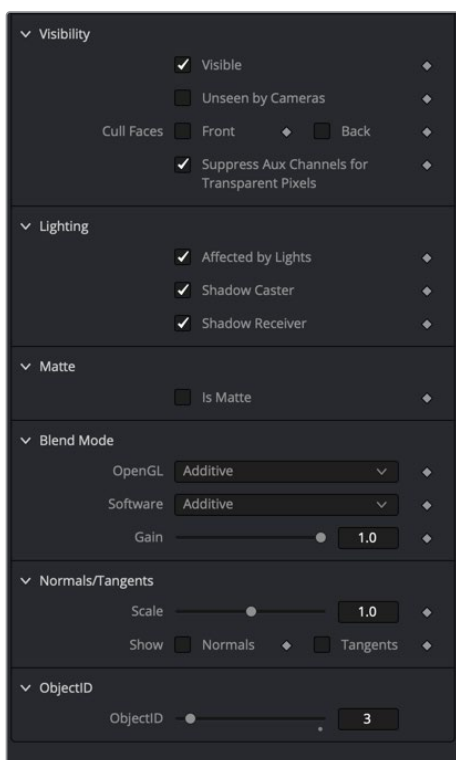 Visibility
Visible
Unseen by Cameras
Cull Faces Front Back
Suppress Aux Channels for
Transparent Pixels
Lighting
Affected by Lights
Shadow Caster
Shadow Receiver
Matte
Is Matte
Blend Mode
OpenGL Additive
Software Additive
Gain 1.0
Normals/Tangents
Scale 1.0
Show Normals Tangents
ObjectID
ObjectID 3